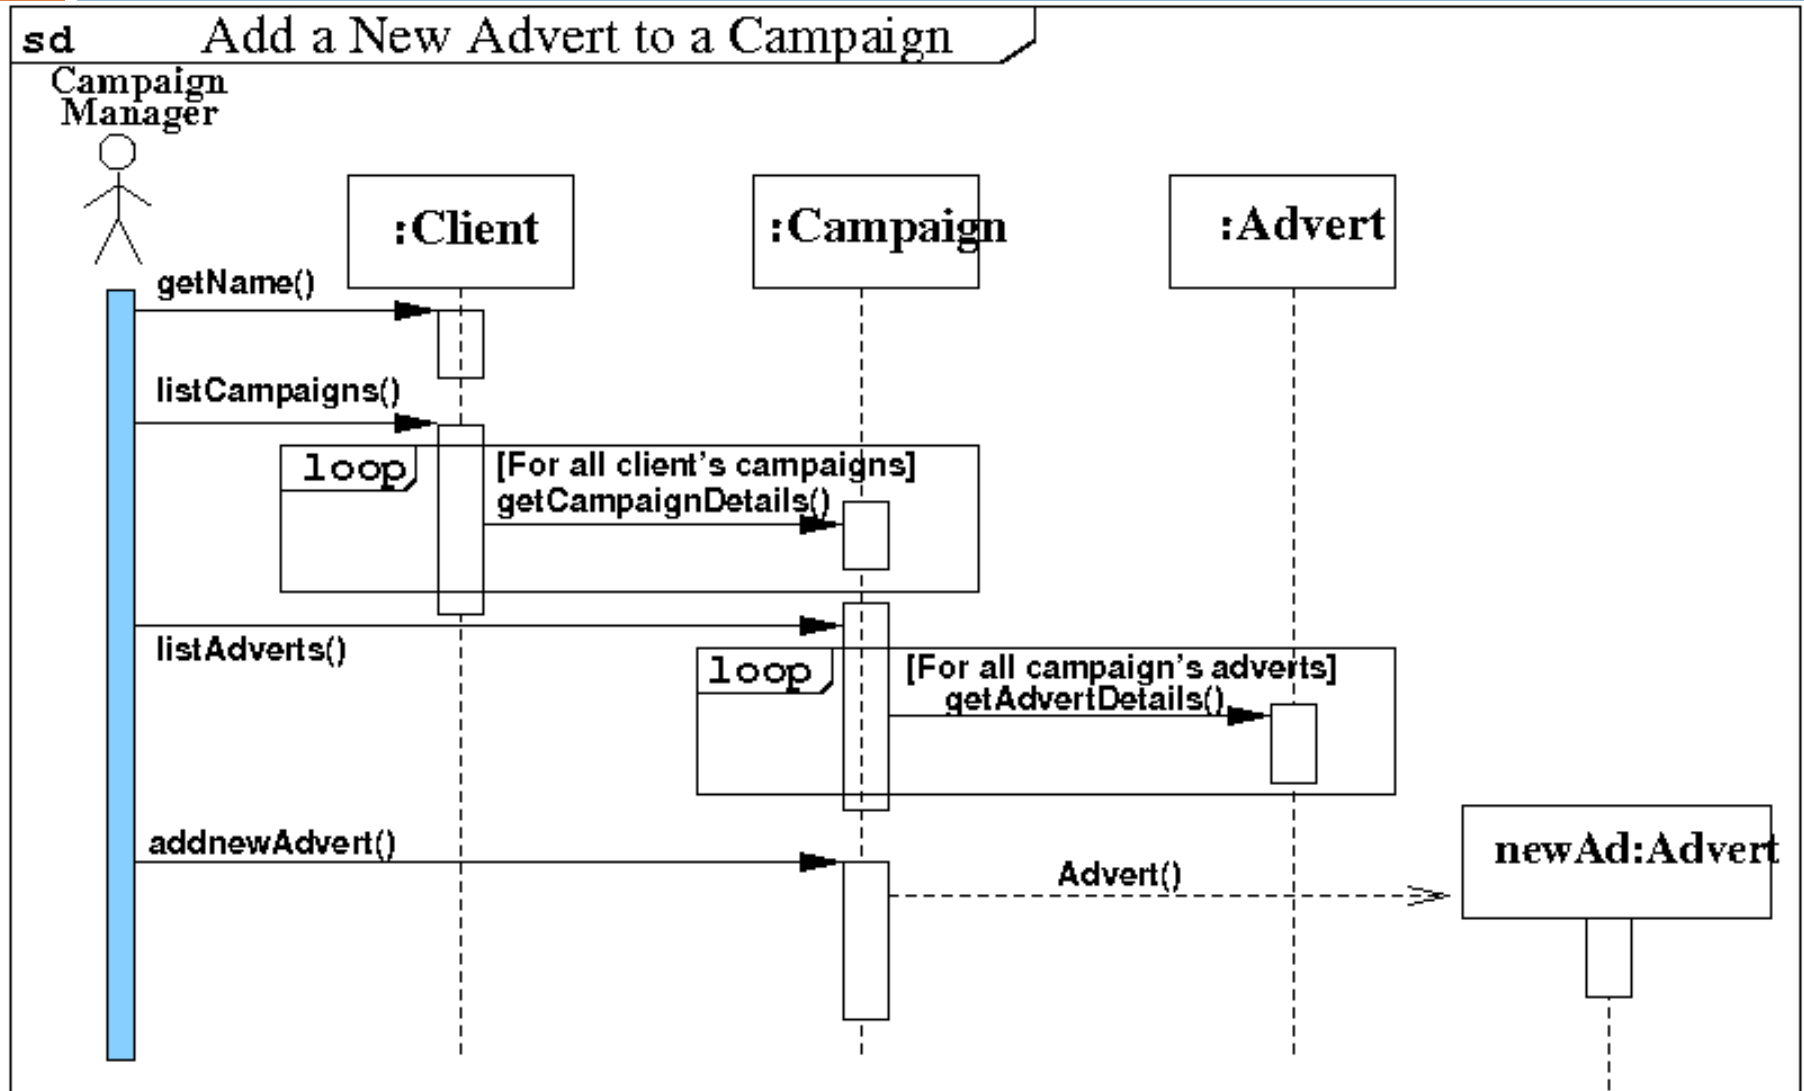 sd Add a New Advert to a Campaign
Campaign
Manager
:Client
:Campaign
:Advert
getName()
listCampaigns()
loop
[For all client's campaigns]
getCampaignDetails()
listAdverts()
loop
[For all campaign's adverts]
getAdvertDetails()
addnewAdvert()
Advert()
newAd:Advert